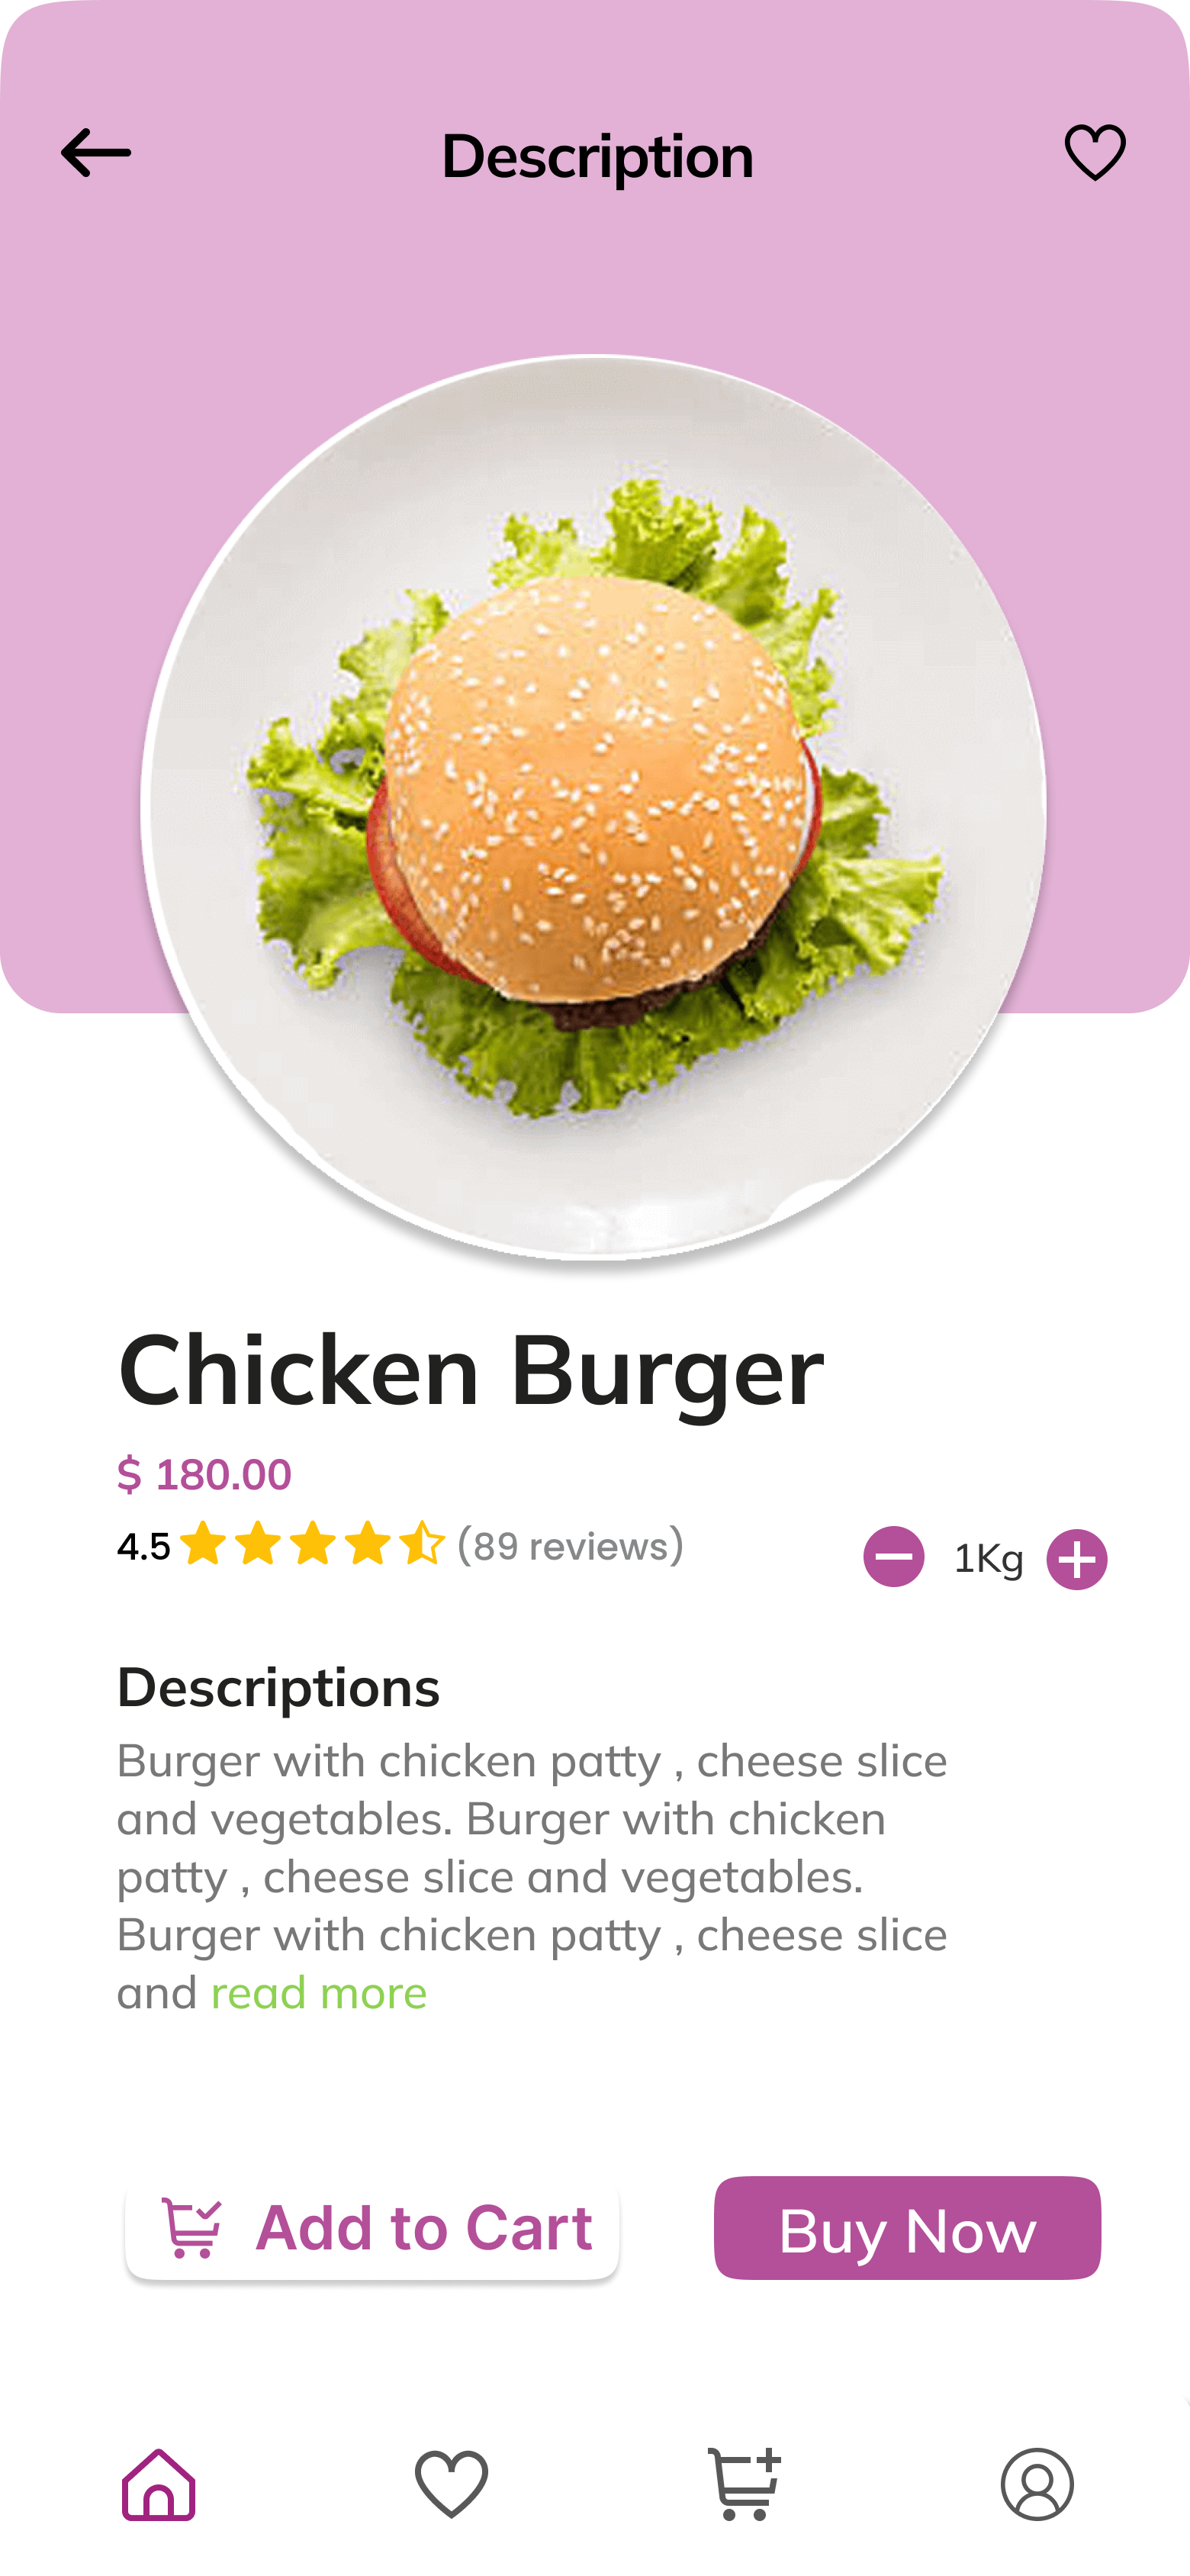 Description
Chicken Burger
$ 180.00
4.5 (89 reviews)
1Kg
Descriptions
Burger with chicken patty , cheese slice
and vegetables. Burger with chicken
patty , cheese slice and vegetables.
Burger with chicken patty , cheese slice
and read more
Add to Cart
Buy Now